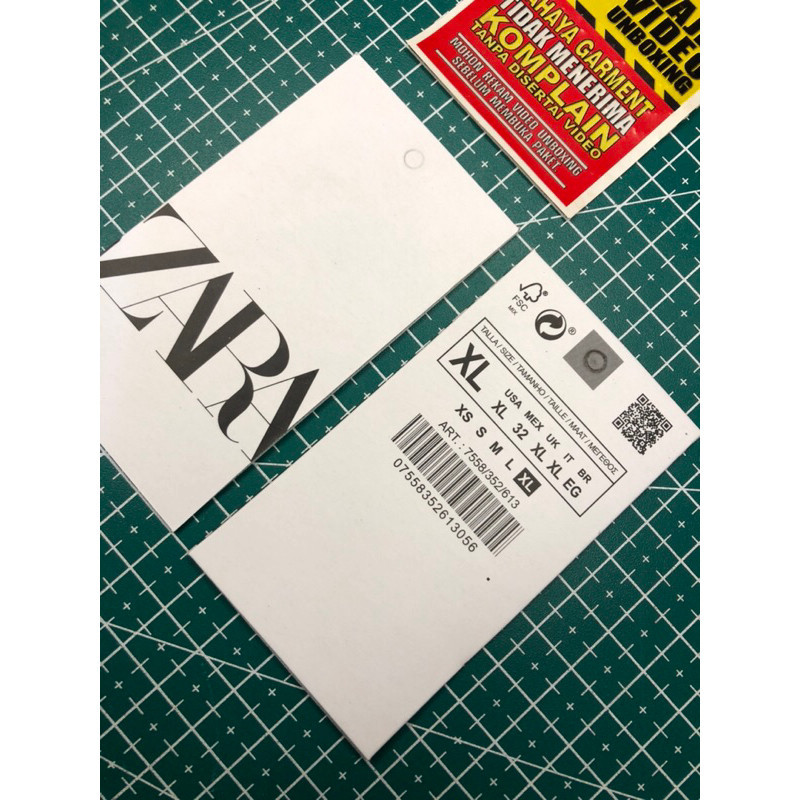 CAHAYA GARMENT
TIDAK MENERIMA
KOMPLAIN
TANPA DISERTAI VIDEO
MOHON REKAM VIDEO UNBOXING
SEBELUM MEMBUKA PAKET.
VIDEO
UNBOXING
ZARA
FSC
MIX
®
TALLA / SIZE / TAMANHO / TAILLE / MAAT / ΜΕΓΕΘΟΣ
XL
USA MEX UK IT BR
XL 32 XL XL EG
XS S M L XL
ART. : 7558/352/613
07558352613056